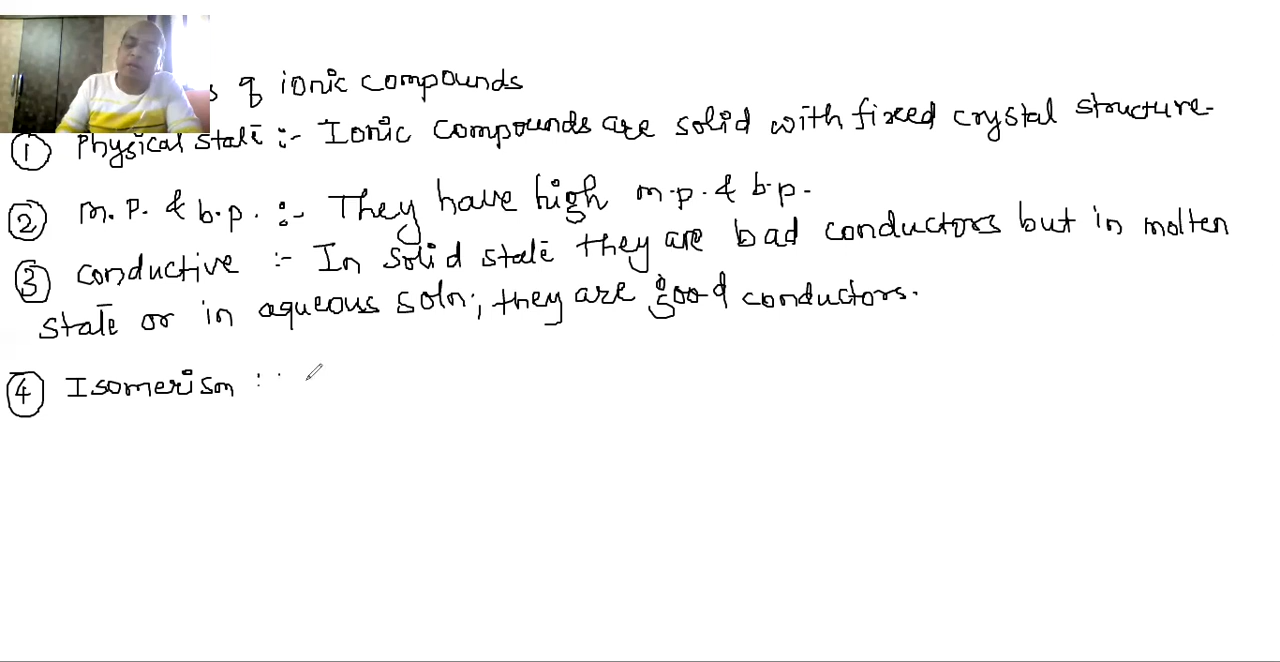 s of ionic compounds
① Physical state :- Ionic compounds are solid with fixed crystal structure-
② m. P. & b.p. :- They have high m.p. & b.p.
③ conductive :- In solid state they are bad conductors but in molten
state or in aqueous soln; they are good conductors.
④ Isomerism :